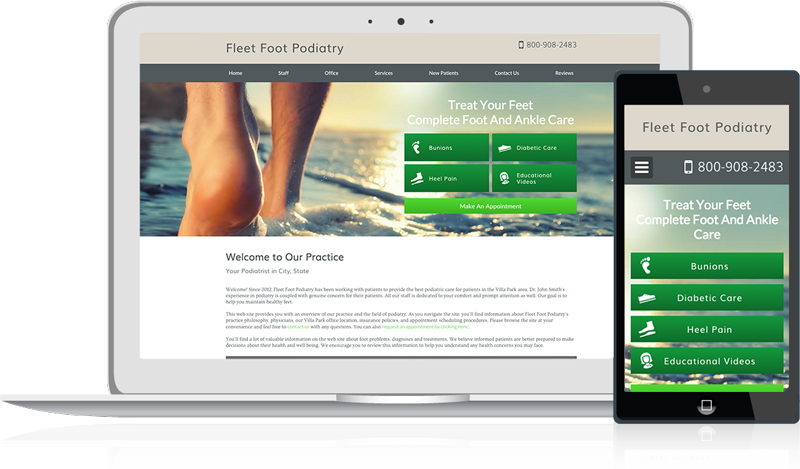 Fleet Foot Podiatry
800-908-2483
Home Staff Office Services New Patients Contact Us Reviews
Treat Your Feet
Complete Foot And Ankle Care
Bunions Diabetic Care
Heel Pain Educational
Videos
Make An Appointment
Welcome to Our Practice
Your Podiatrist in City, State
Welcome! Since 2012, Fleet Foot Podiatry has been working with patients to provide the best podiatric care for patients in the Villa Park area. Dr. John Smith's
experience in podiatry is coupled with genuine concern for their patients. All our staff is dedicated to your comfort and prompt attention as well. Our goal is to
help you maintain healthy feet.
This web site provides you with an overview of our practice and the field of podiatry. As you navigate the site, you'll find information about Fleet Foot Podiatry's
practice philosophy, physicians, our Villa Park office location, insurance policies, and appointment scheduling procedures. Please browse the site at your
convenience and feel free to contact us with any questions. You can also request an appointment by clicking here.
You'll find a lot of valuable information on the web site about foot problems, diagnoses and treatments. We believe informed patients are better prepared to make
decisions about their health and well being. We encourage you to review this information to help you understand any health concerns you may face.
Fleet Foot Podiatry
800-908-2483
Treat Your Feet
Complete Foot And Ankle
Care
Bunions
Diabetic Care
Heel Pain
Educational Videos